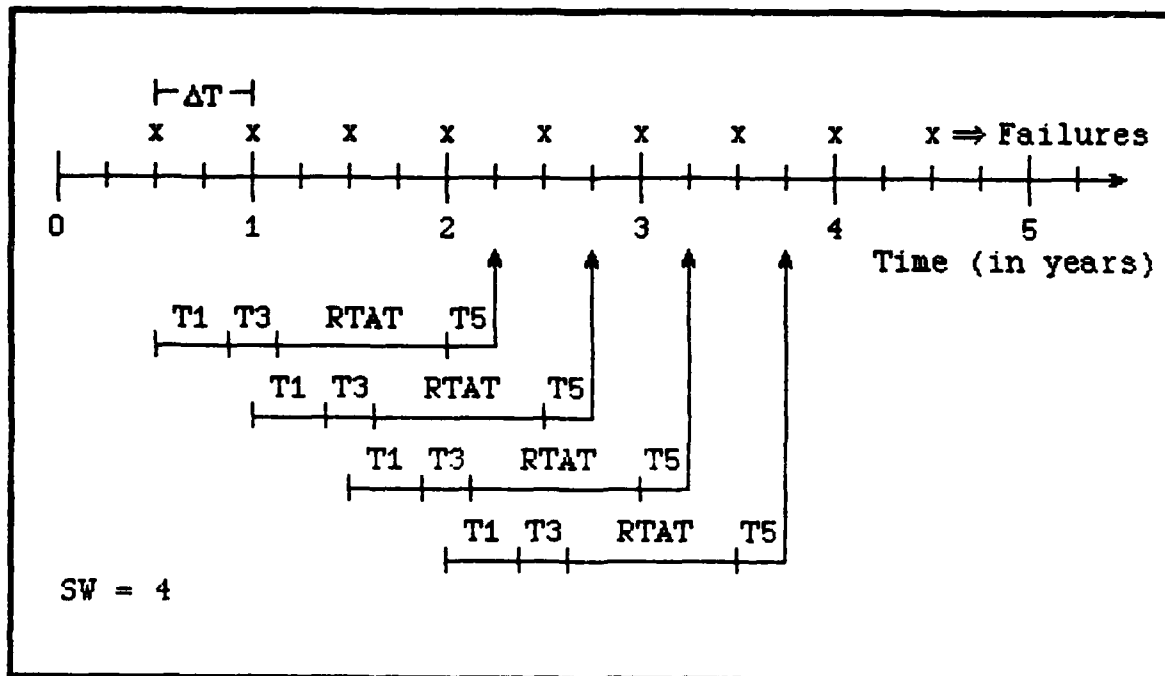 ΔT
x x x x x x x x x ⇒ Failures
0 1 2 3 4 5
Time (in years)
T1 T3 RTAT T5
T1 T3 RTAT T5
T1 T3 RTAT T5
T1 T3 RTAT T5
SW = 4